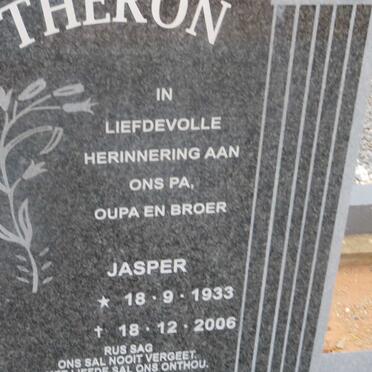 THERON
IN
LIEFDEVOLLE
HERINNERING AAN
ONS PA,
OUPA EN BROER
JASPER
★ 18 · 9 · 1933
✝ 18 · 12 · 2006
RUS SAG
ONS SAL NOOIT VERGEET.
LIEFDE SAL ONS ONTHOU.